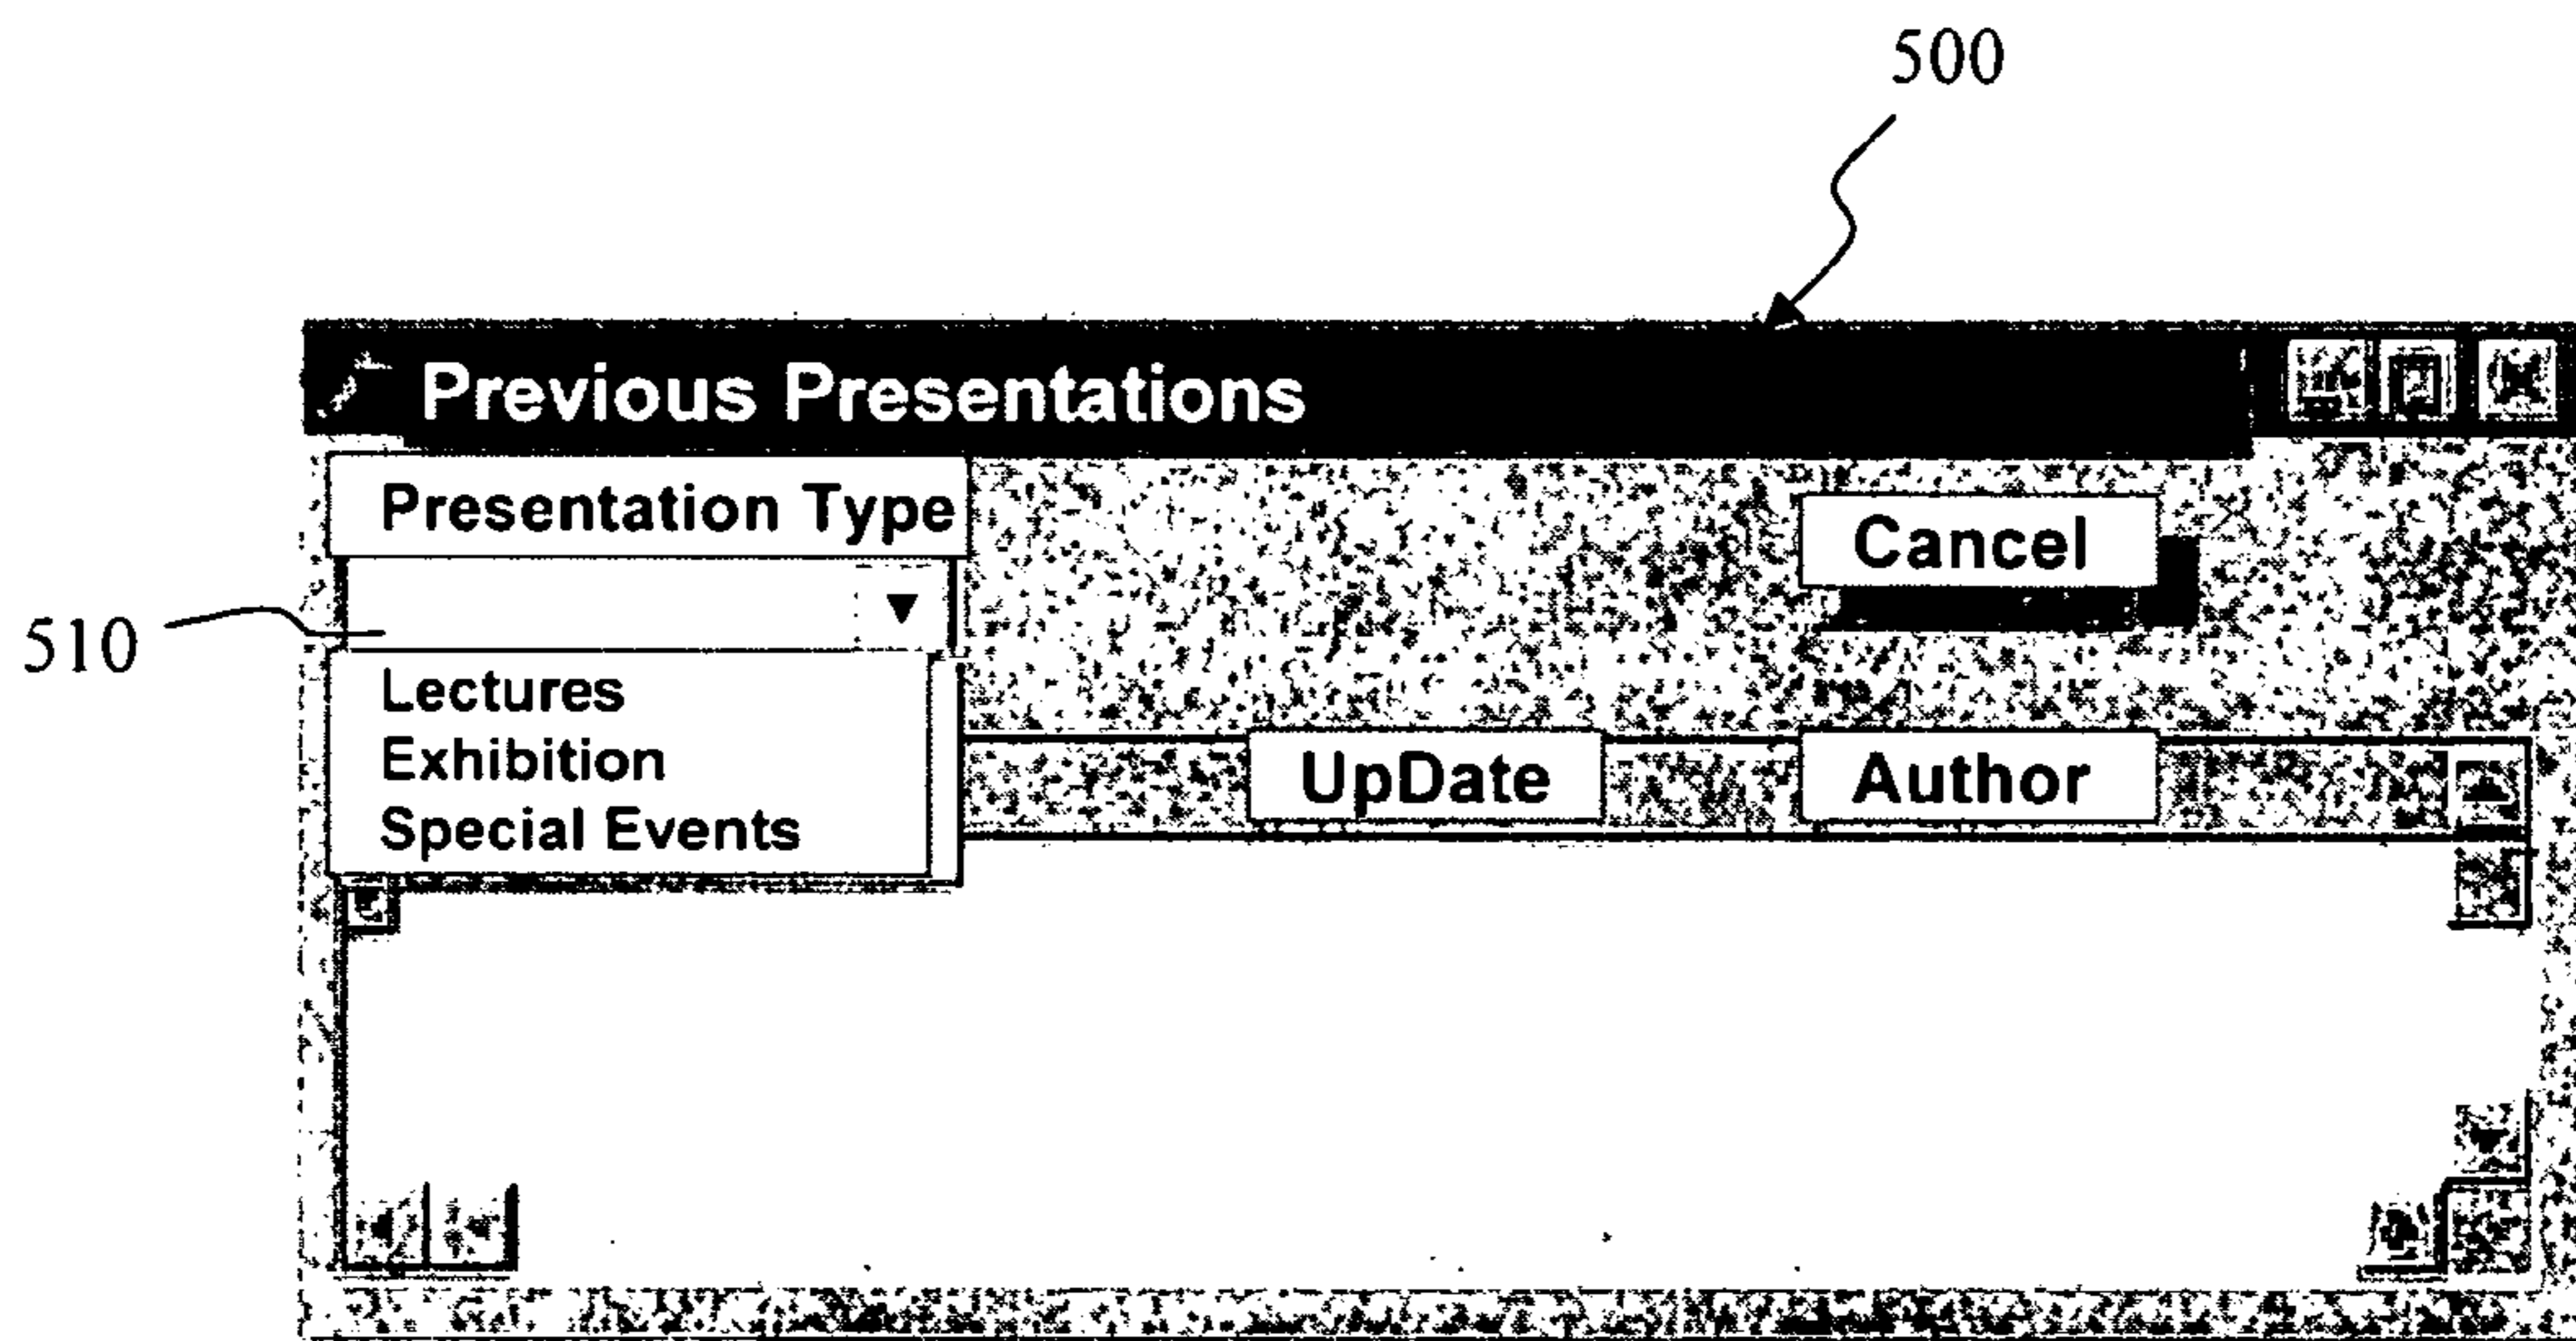 500
Previous Presentations
Presentation Type
Cancel
510
Lectures
Exhibition
Special Events
UpDate
Author